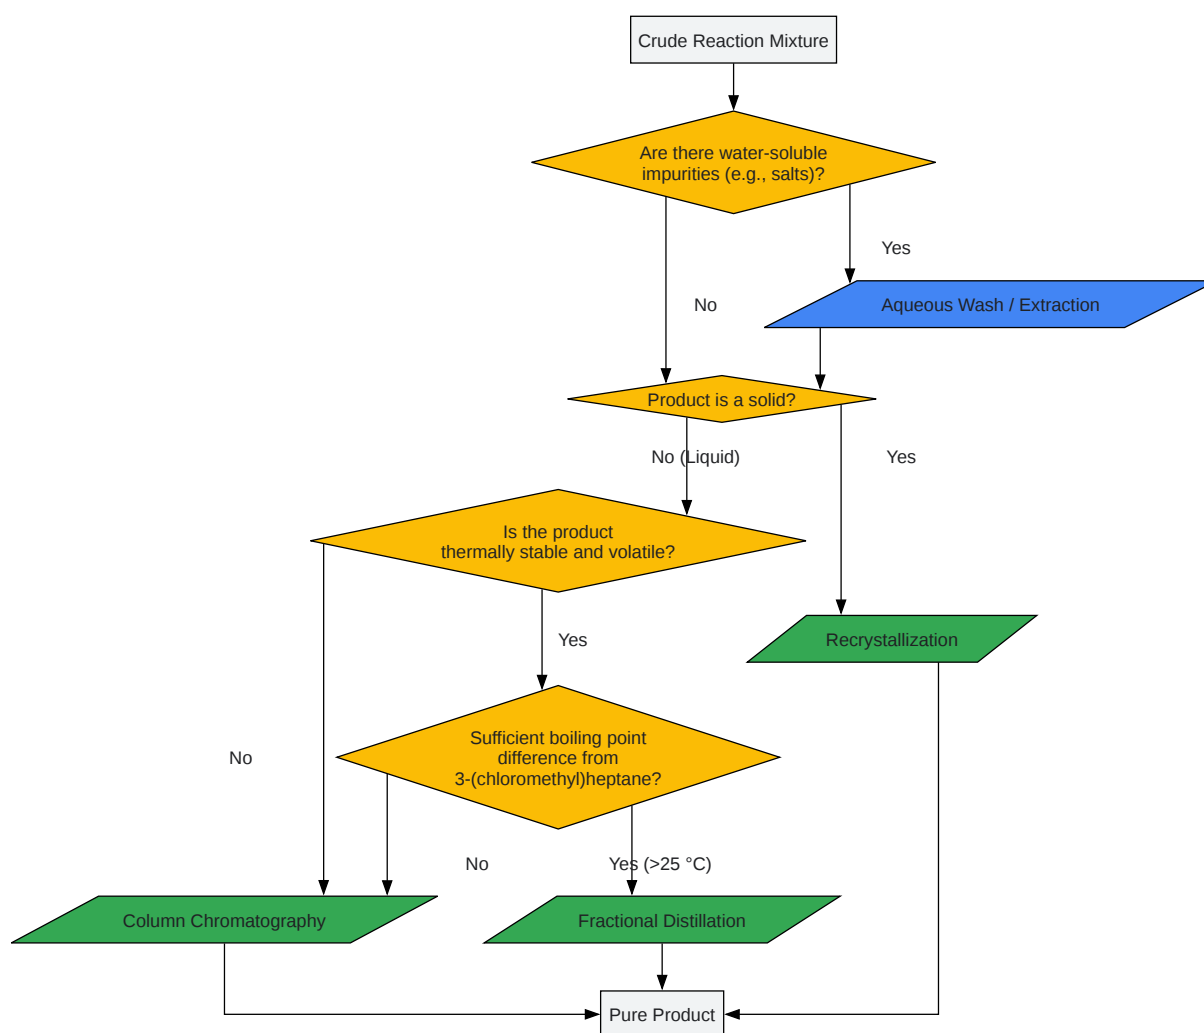 Crude Reaction Mixture
Are there water-soluble
impurities (e.g., salts)?
Yes
Aqueous Wash / Extraction
No
Product is a solid?
No (Liquid)
Yes
Is the product
thermally stable and volatile?
Yes
Recrystallization
Sufficient boiling point
difference from
3-(chloromethyl)heptane?
No
No
Yes (>25 °C)
Column Chromatography
Fractional Distillation
Pure Product